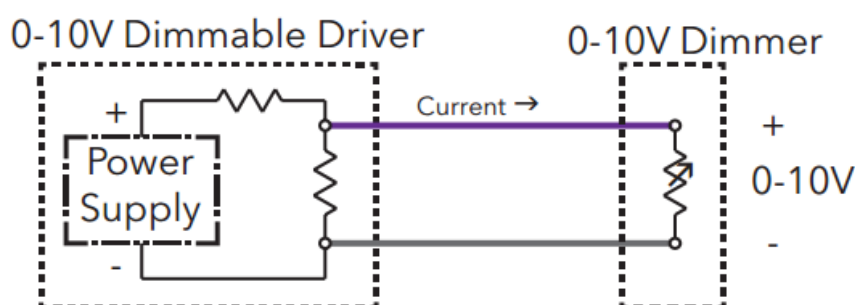 0-10V Dimmable Driver
0-10V Dimmer
Current →
+
Power
Supply
-
+
0-10V
-